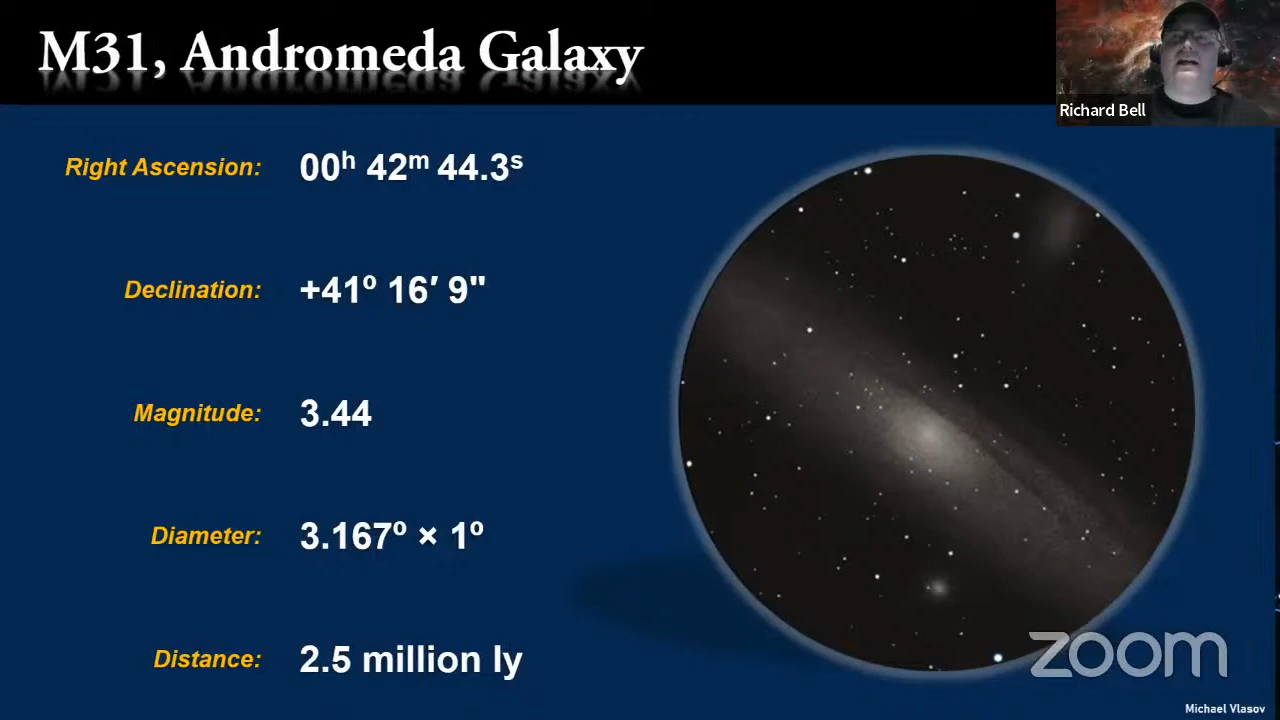 M31, Andromeda Galaxy
Richard Bell
Right Ascension: 00ʰ 42ᵐ 44.3ˢ
Declination: +41º 16′ 9"
Magnitude: 3.44
Diameter: 3.167º × 1º
Distance: 2.5 million ly
zoom
Michael Vlasov